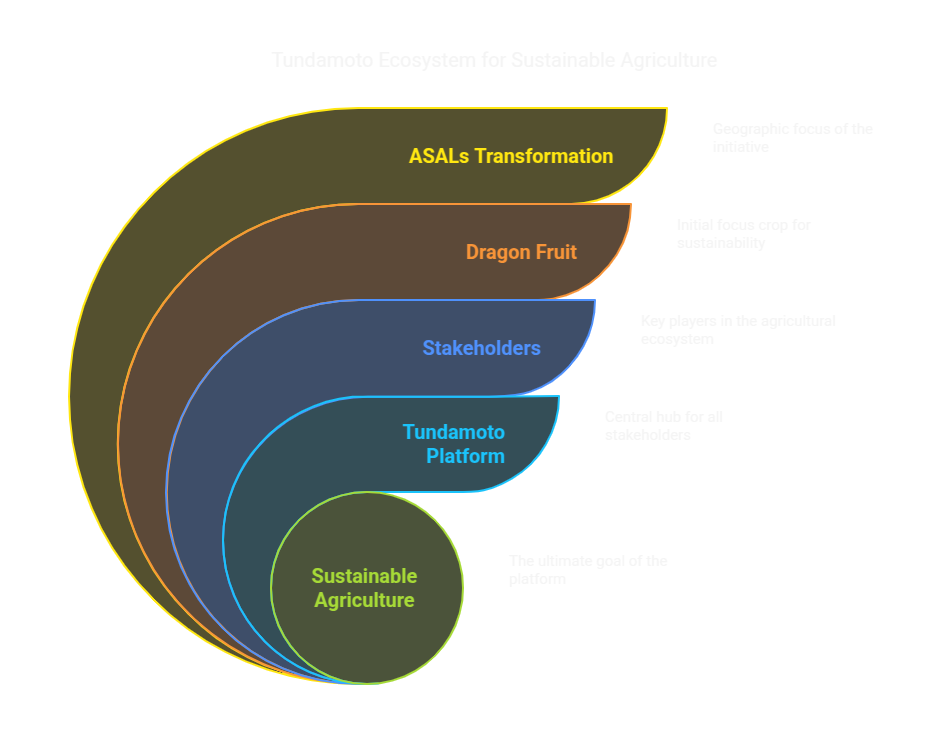 Tundamoto Ecosystem for Sustainable Agriculture
ASALs Transformation
Geographic focus of the
initiative
Dragon Fruit
Initial focus crop for
sustainability
Stakeholders
Key players in the agricultural
ecosystem
Tundamoto
Platform
Central hub for all
stakeholders
Sustainable
Agriculture
The ultimate goal of the
platform